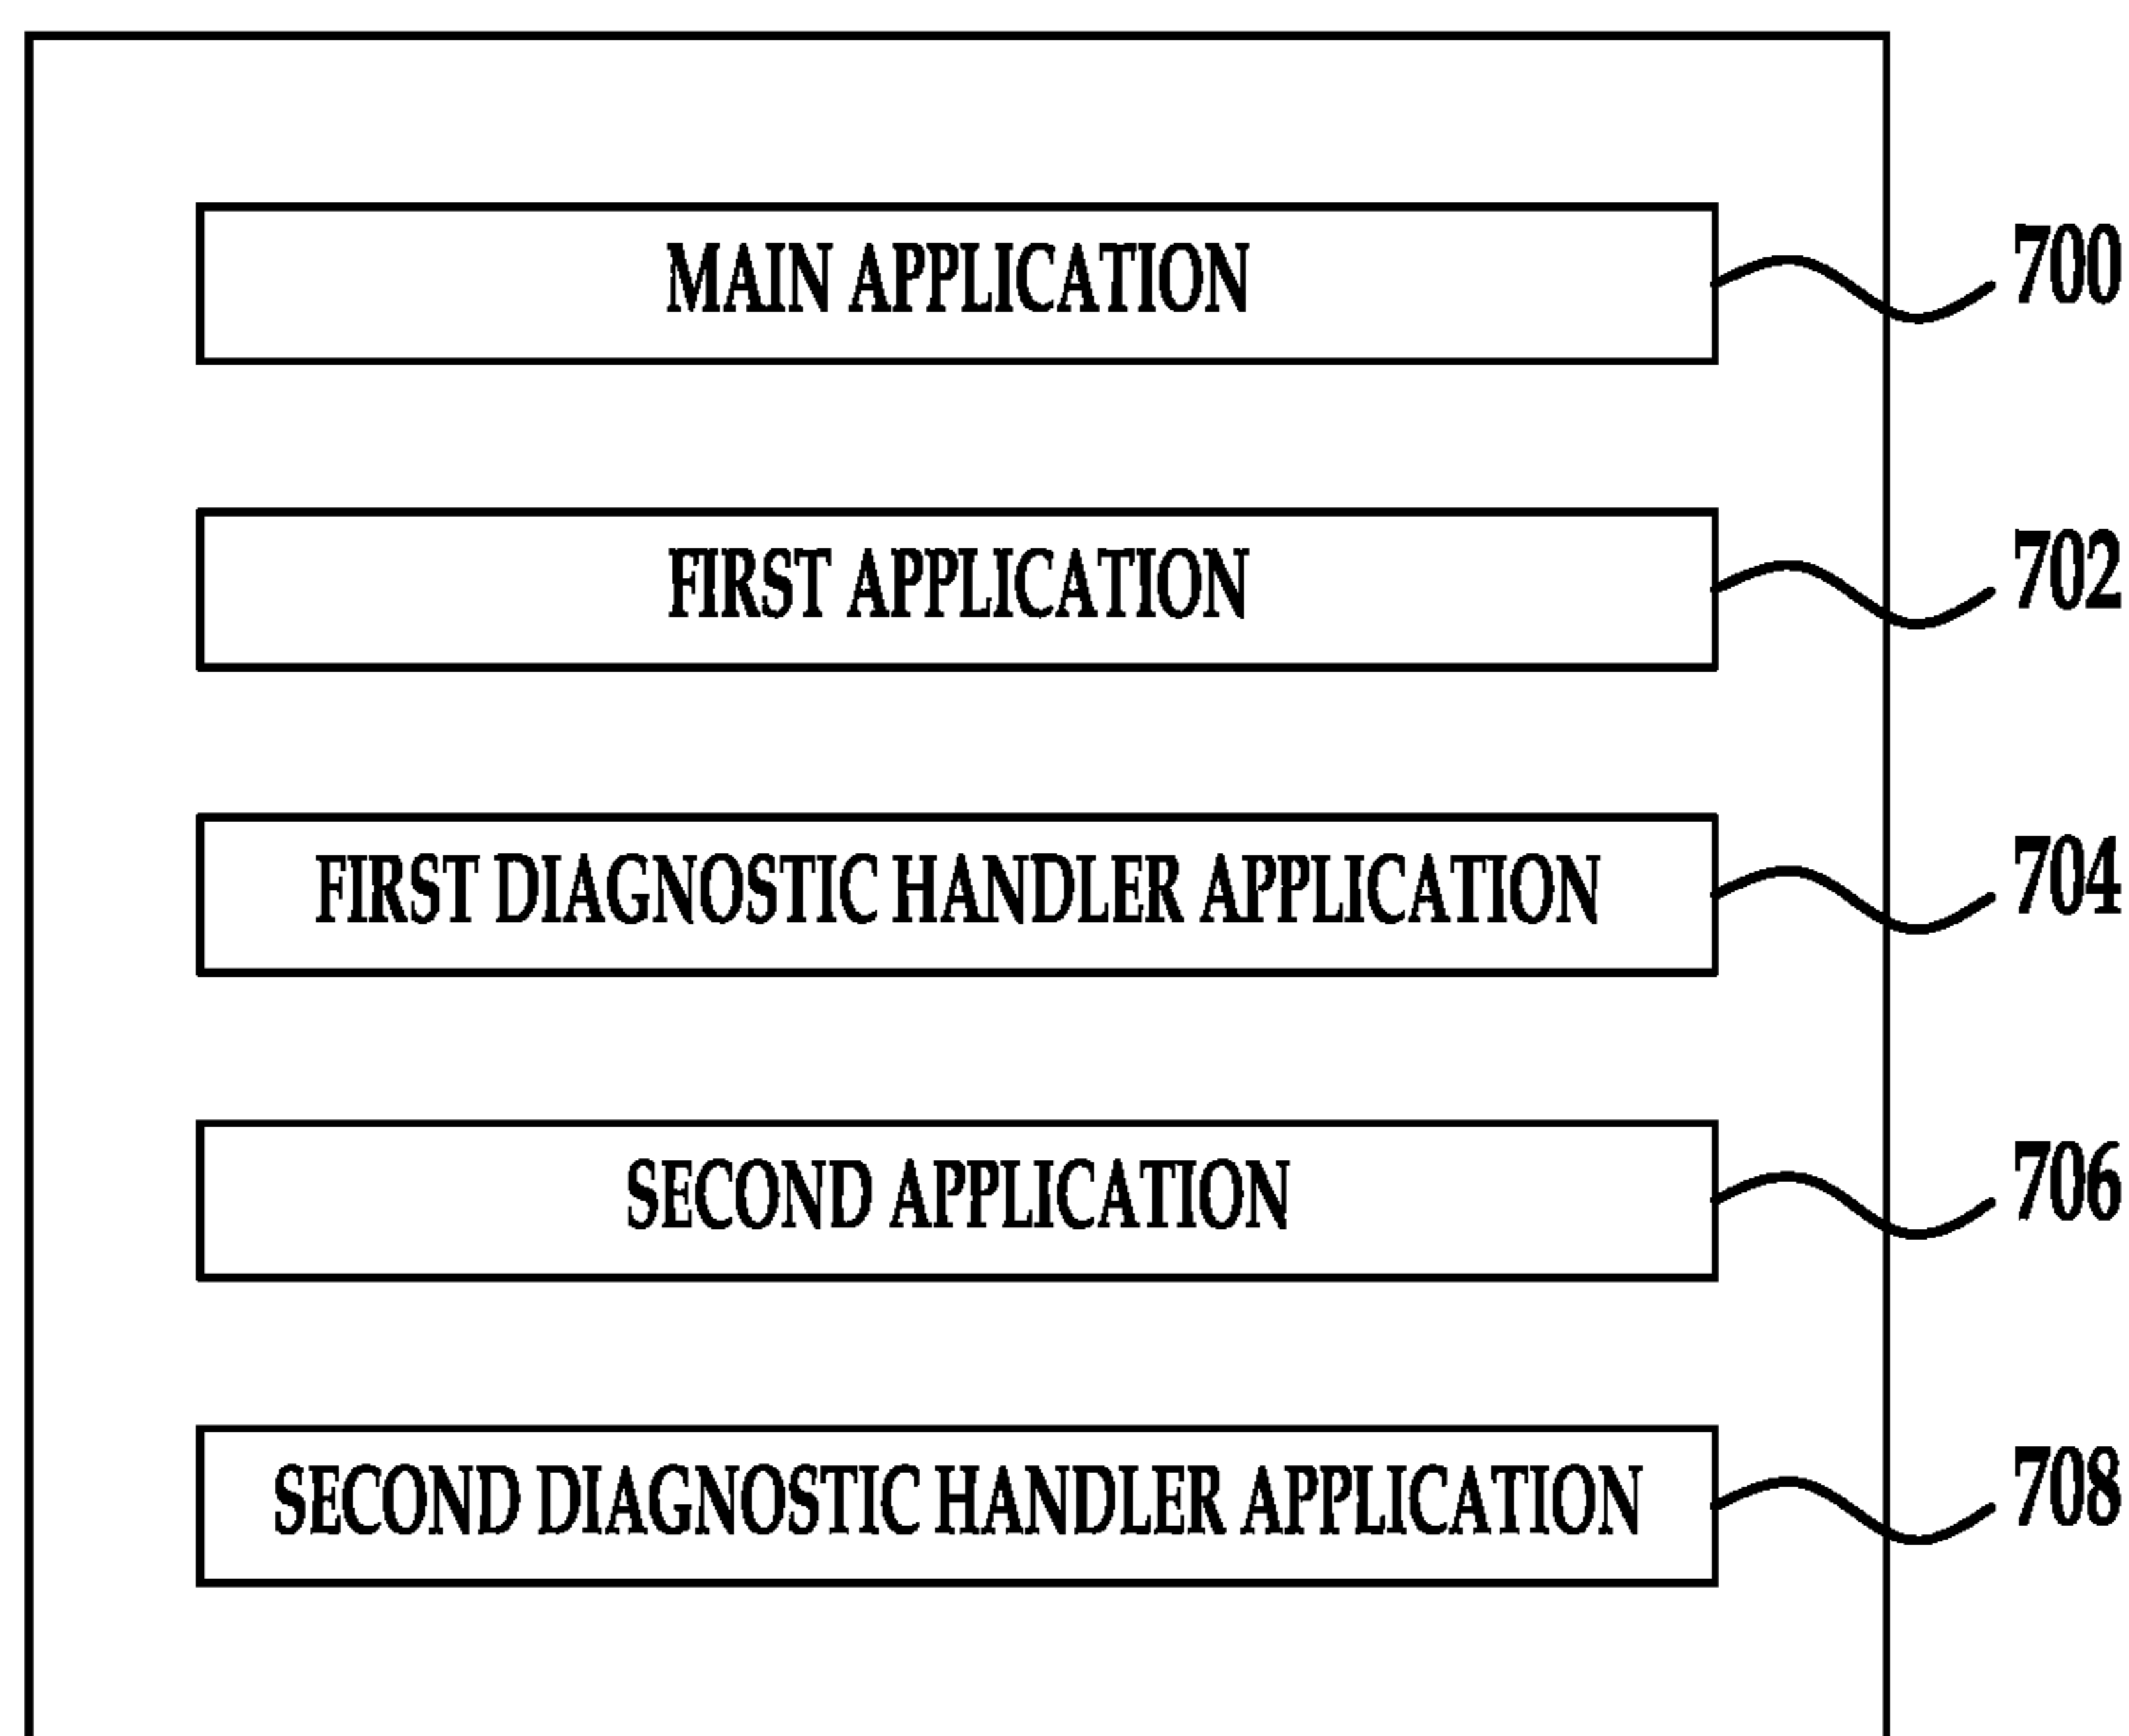 MAIN APPLICATION 700
FIRST APPLICATION 702
FIRST DIAGNOSTIC HANDLER APPLICATION 704
SECOND APPLICATION 706
SECOND DIAGNOSTIC HANDLER APPLICATION 708